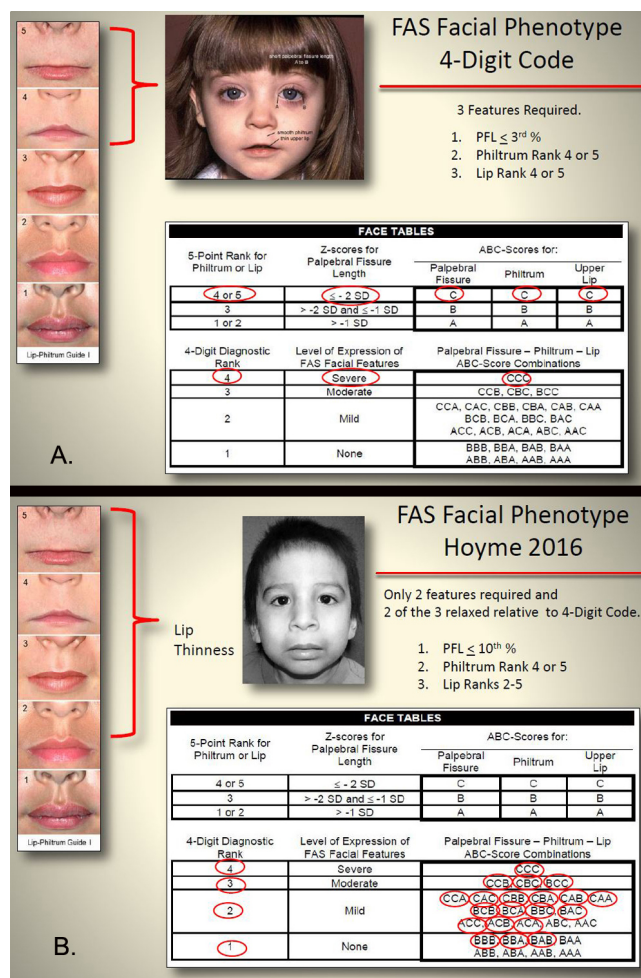 FAS Facial Phenotype
4-Digit Code
3 Features Required.
1. PFL ≤ 3rd %
2. Philtrum Rank 4 or 5
3. Lip Rank 4 or 5
5
4
3
2
1
Lip-Philtrum Guide I
short palpebral fissure length
A to B
smooth philtrum
thin upper lip
FACE TABLES
5-Point Rank for Philtrum or Lip Z-scores for Palpebral Fissure Length ABC-Scores for:
Palpebral Fissure Philtrum Upper Lip
4 or 5 ≤ - 2 SD C C C
3 > -2 SD and ≤ -1 SD B B B
1 or 2 > -1 SD A A A
4-Digit Diagnostic Rank Level of Expression of FAS Facial Features Palpebral Fissure – Philtrum – Lip ABC-Score Combinations
4 Severe CCC
3 Moderate CCB, CBC, BCC
2 Mild CCA, CAC, CBB, CBA, CAB, CAA
BCB, BCA, BBC, BAC
ACC, ACB, ACA, ABC, AAC
1 None BBB, BBA, BAB, BAA
ABB, ABA, AAB, AAA
A.
FAS Facial Phenotype
Hoyme 2016
Only 2 features required and
2 of the 3 relaxed relative to 4-Digit Code.
1. PFL ≤ 10th %
2. Philtrum Rank 4 or 5
3. Lip Ranks 2-5
5
4
3
2
1
Lip-Philtrum Guide I
Lip
Thinness
FACE TABLES
5-Point Rank for Philtrum or Lip Z-scores for Palpebral Fissure Length ABC-Scores for:
Palpebral Fissure Philtrum Upper Lip
4 or 5 ≤ - 2 SD C C C
3 > -2 SD and ≤ -1 SD B B B
1 or 2 > -1 SD A A A
4-Digit Diagnostic Rank Level of Expression of FAS Facial Features Palpebral Fissure – Philtrum – Lip ABC-Score Combinations
4 Severe CCC
3 Moderate CCB, CBC, BCC
2 Mild CCA, CAC, CBB, CBA, CAB, CAA
BCB, BCA, BBC, BAC
ACC, ACB, ACA, ABC, AAC
1 None BBB, BBA, BAB, BAA
ABB, ABA, AAB, AAA
B.